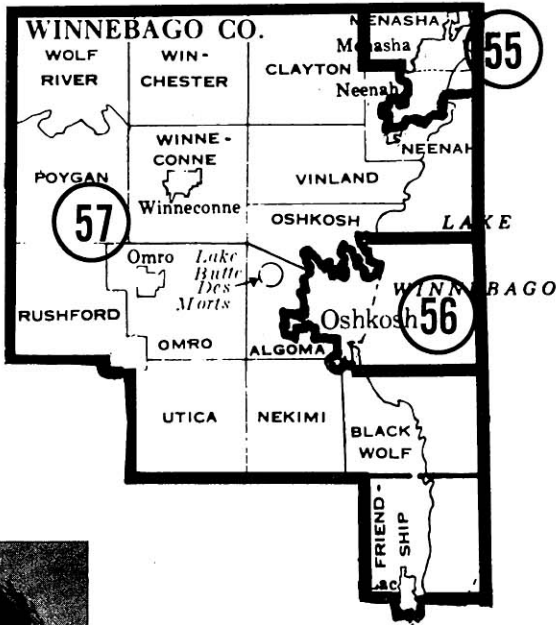 WINNEBAGO CO.
MENASHA
Menasha
55
WOLF
RIVER
WIN-
CHESTER
CLAYTON
Neenah
NEENAH
WINNE-
CONNE
POYGAN
VINLAND
57
Winneconne
OSHKOSH
LAKE
Omro
Lake
Butte
Des
Morts
WINNEBAGO
56
Oshkosh
RUSHFORD
OMRO
ALGOMA
UTICA
NEKIMI
BLACK
WOLF
FRIEND-
SHIP